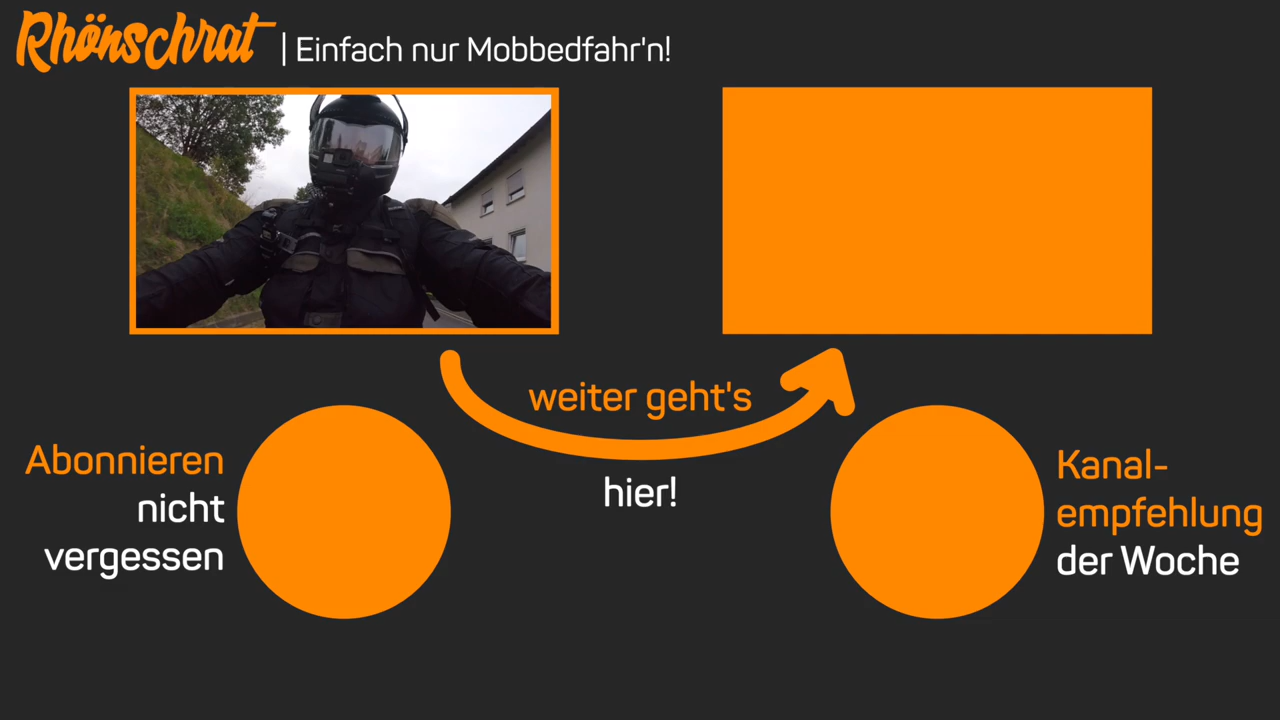 Rhönschrat | Einfach nur Mobbedfahr'n!
weiter geht's
hier!
Abonnieren
nicht
vergessen
Kanal-
empfehlung
der Woche